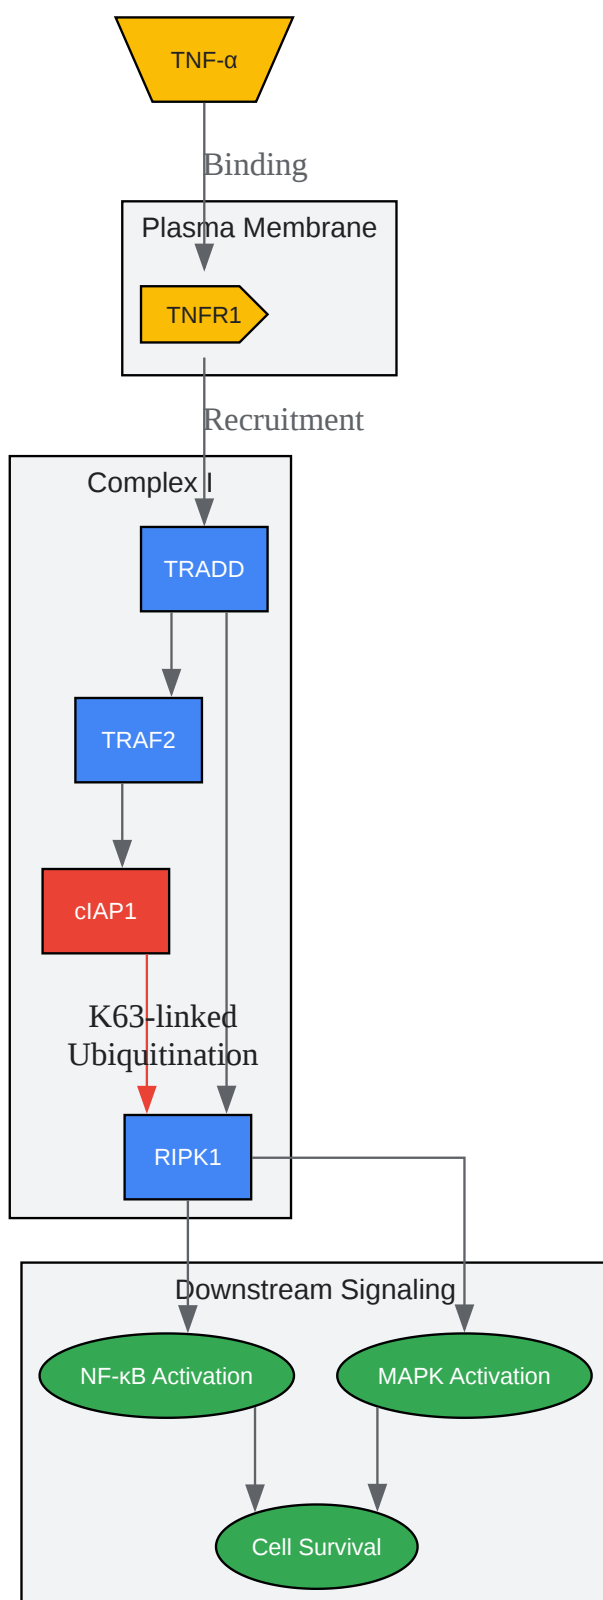 TNF-α
Binding
Plasma Membrane
TNFR1
Recruitment
Complex I
TRADD
TRAF2
cIAP1
K63-linked
Ubiquitination
RIPK1
Downstream Signaling
NF-κB Activation
MAPK Activation
Cell Survival